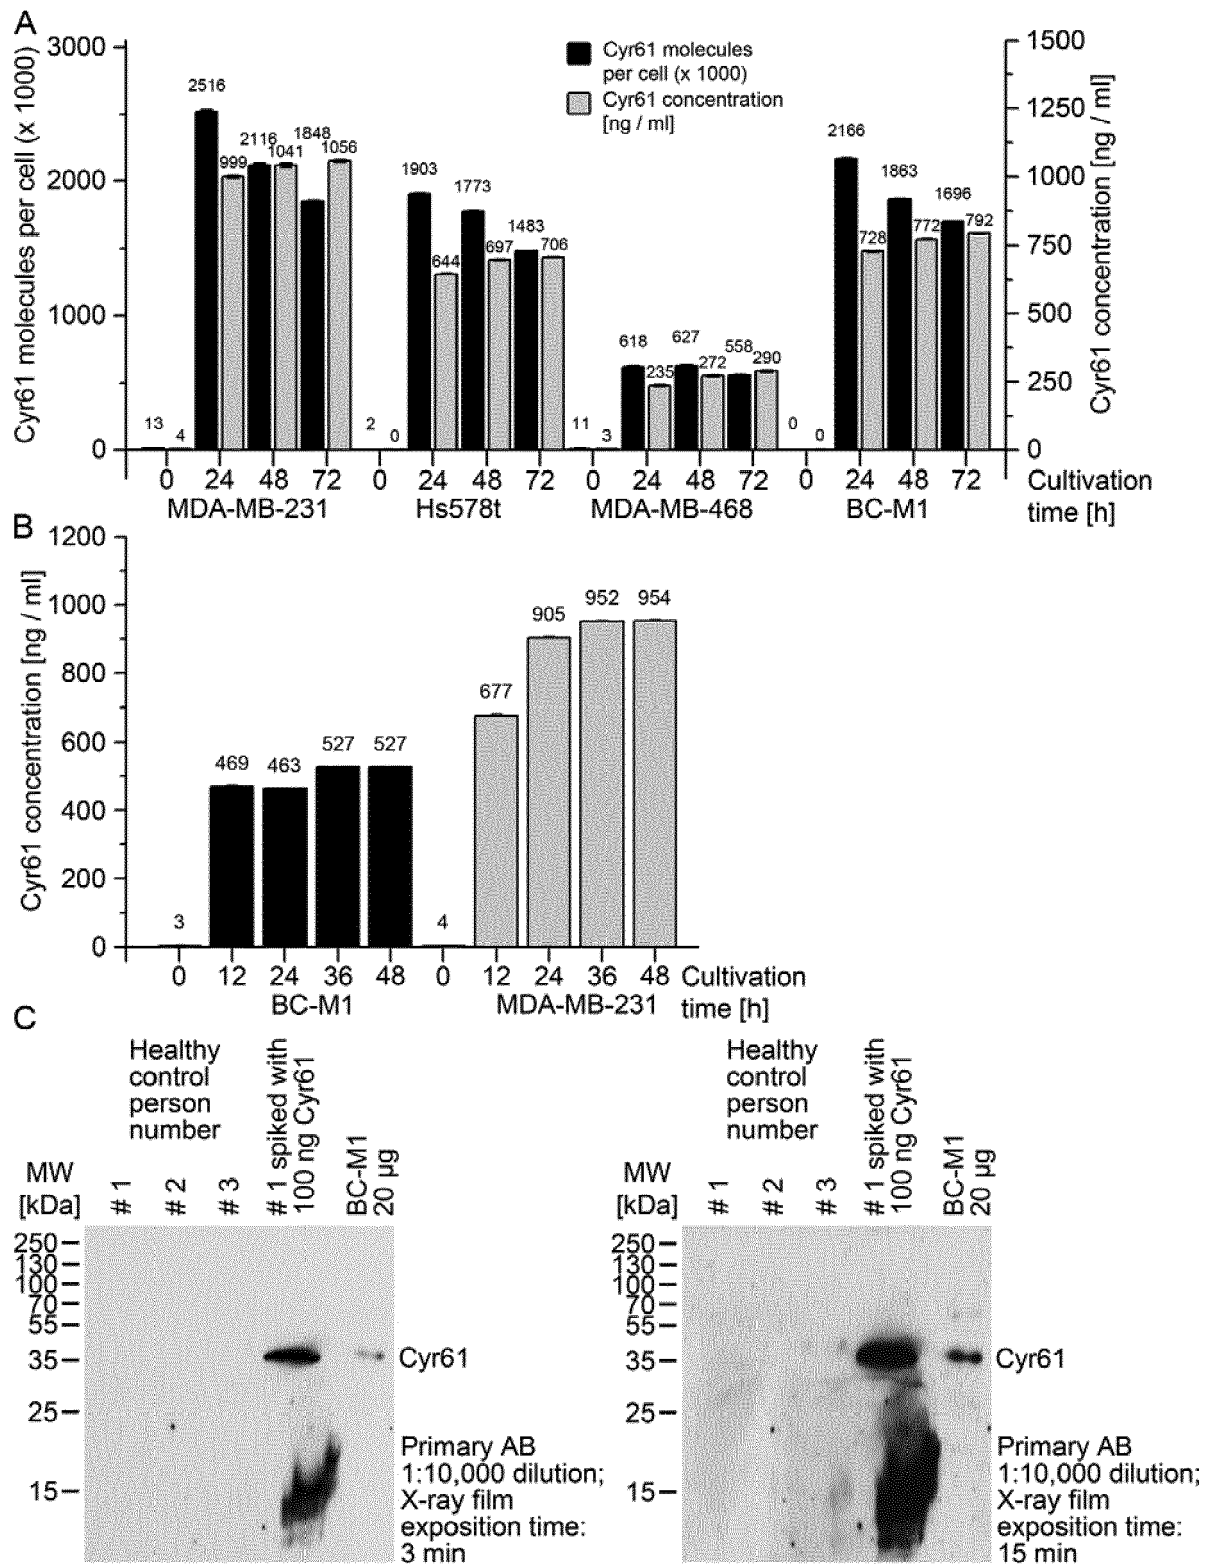 A
Cyr61 molecules per cell (x 1000)
3000
2000
1000
0
Cyr61 molecules
per cell (x 1000)
Cyr61 concentration
[ng / ml]
1500
1250
1000
750
500
250
0
Cyr61 concentration [ng / ml]
13 4 2516 999 2116 1041 1848 1056
2 0 1903 644 1773 697 1483 706
11 3 618 235 627 272 558 290
0 0 2166 728 1863 772 1696 792
0 24 48 72 0 24 48 72 0 24 48 72 0 24 48 72 Cultivation
MDA-MB-231 Hs578t MDA-MB-468 BC-M1 time [h]
B
Cyr61 concentration [ng / ml]
1200
1000
800
600
400
200
0
3 469 463 527 527 4 677 905 952 954
0 12 24 36 48 0 12 24 36 48 Cultivation
BC-M1 MDA-MB-231 time [h]
C
Healthy
control
person
number
MW
[kDa]
# 1
# 2
# 3
# 1 spiked with
100 ng Cyr61
BC-M1
20 µg
250
130
100
70
55
35
25
15
Cyr61
Primary AB
1:10,000 dilution;
X-ray film
exposition time:
3 min
Healthy
control
person
number
MW
[kDa]
# 1
# 2
# 3
# 1 spiked with
100 ng Cyr61
BC-M1
20 µg
250
130
100
70
55
35
25
15
Cyr61
Primary AB
1:10,000 dilution;
X-ray film
exposition time:
15 min